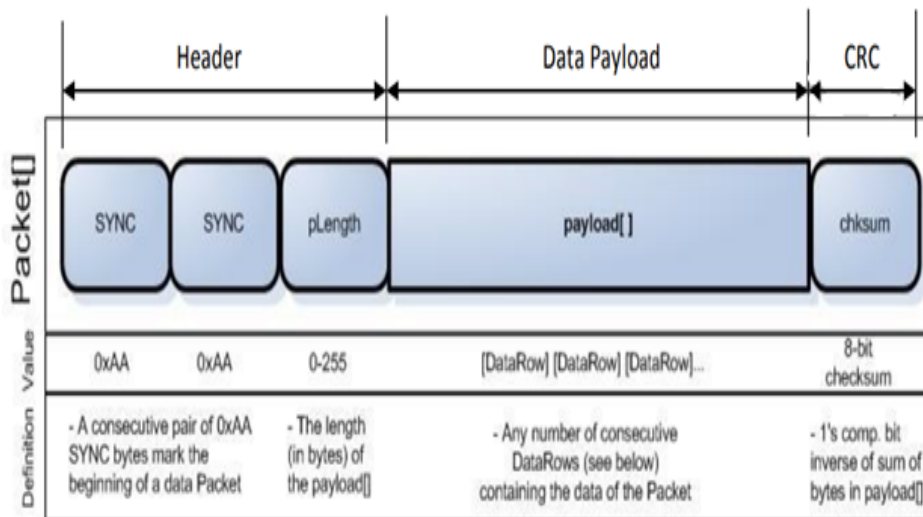 Header Data Payload CRC
Packet[]
SYNC SYNC pLength payload[ ] chksum
Value
0xAA 0xAA 0-255 [DataRow] [DataRow] [DataRow]... 8-bit
checksum
Definition
- A consecutive pair of 0xAA
SYNC bytes mark the
beginning of a data Packet
- The length
(in bytes) of
the payload[]
- Any number of consecutive
DataRows (see below)
containing the data of the Packet
- 1's comp. bit
inverse of sum of
bytes in payload[]